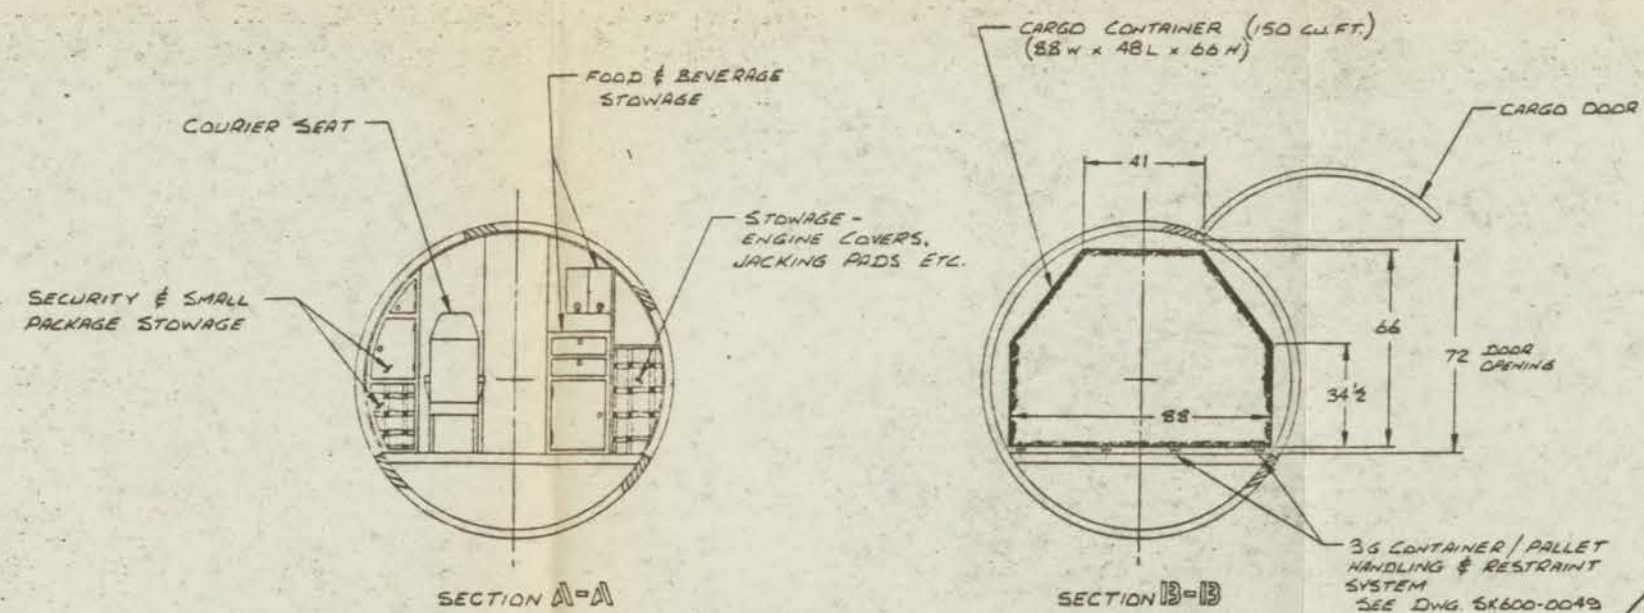 CARGO CONTAINER (150 CU. FT.)
(88 W x 48 L x 66 H)
FOOD & BEVERAGE
STOWAGE
CARGO DOOR
COURIER SEAT
41
STOWAGE -
ENGINE COVERS,
JACKING PADS ETC.
SECURITY & SMALL
PACKAGE STOWAGE
66
72 DOOR
OPENING
34 1/2
88
3G CONTAINER / PALLET
HANDLING & RESTRAINT
SYSTEM
SEE DWG. SK600-0049
SECTION A-A
SECTION B-B